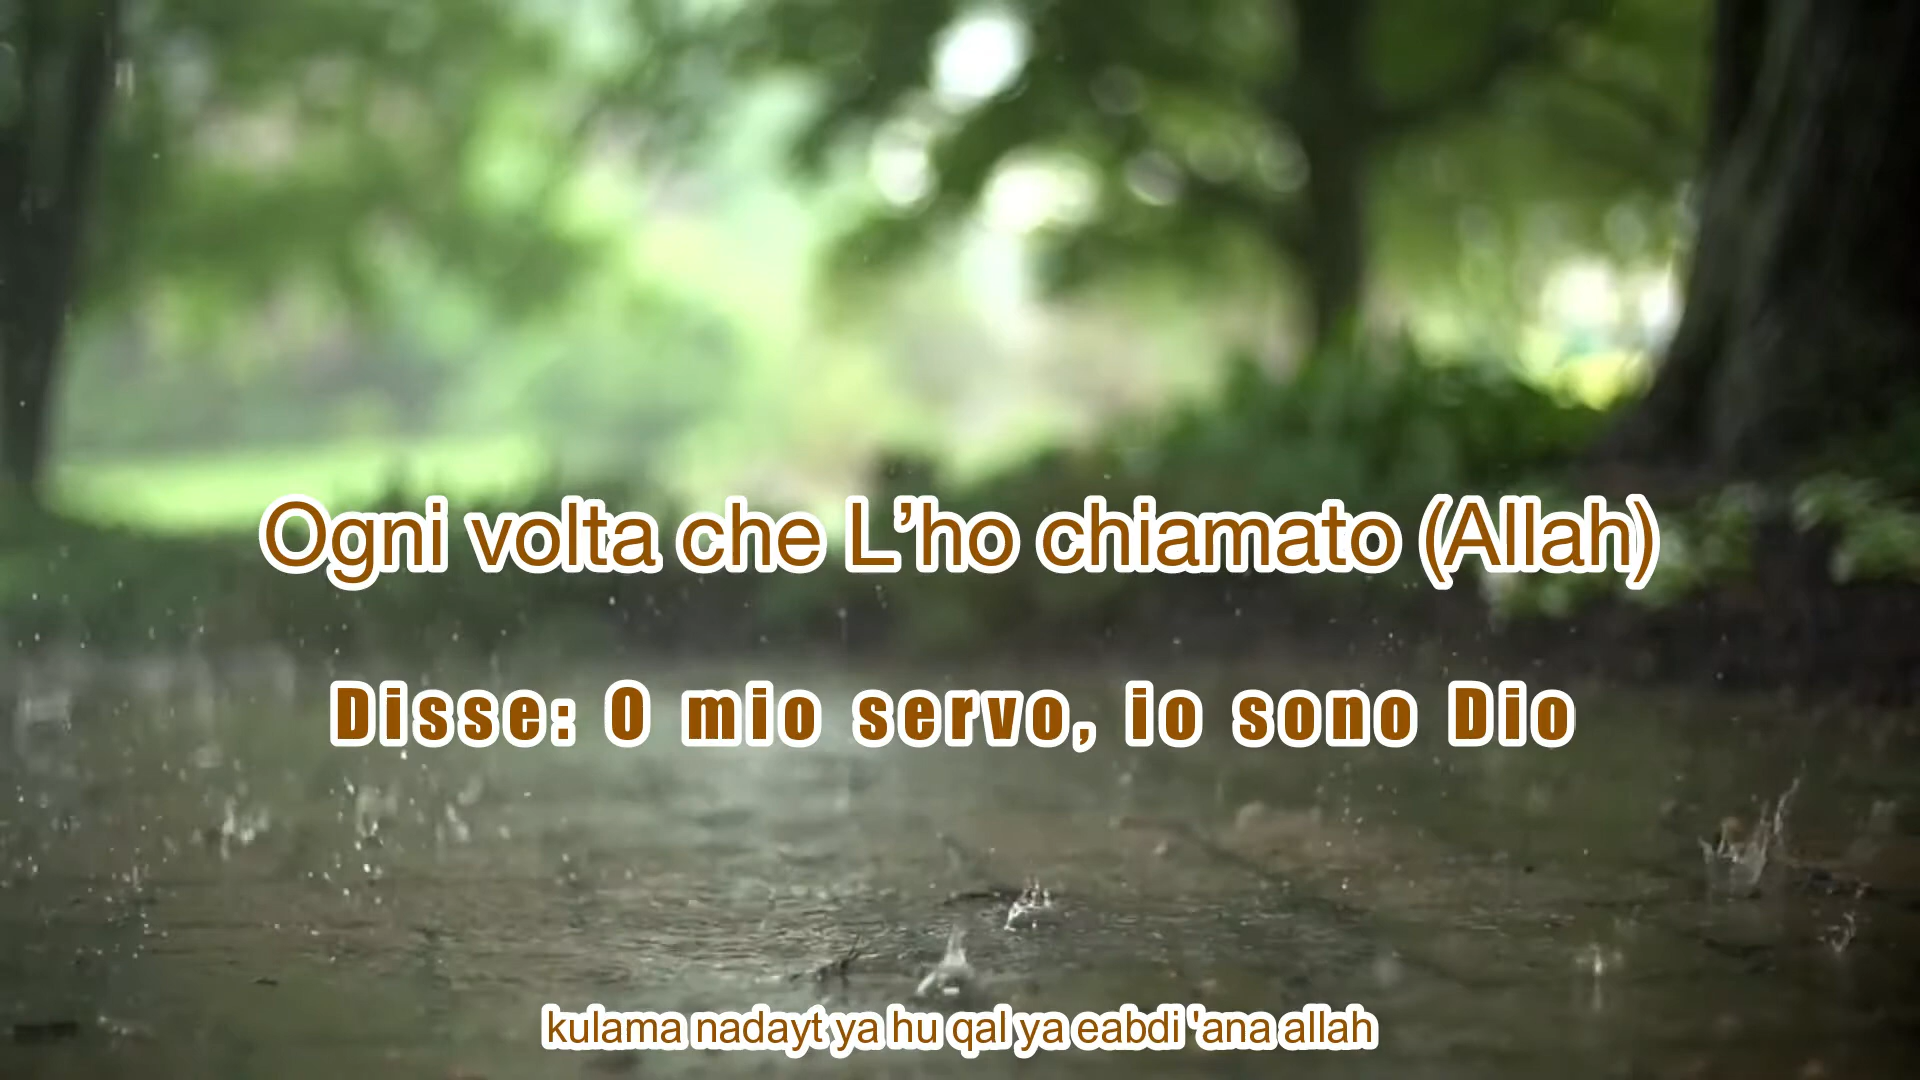 Ogni volta che L’ho chiamato (Allah)
Disse: O mio servo, io sono Dio
kulama nadayt ya hu qal ya eabdi 'ana allah